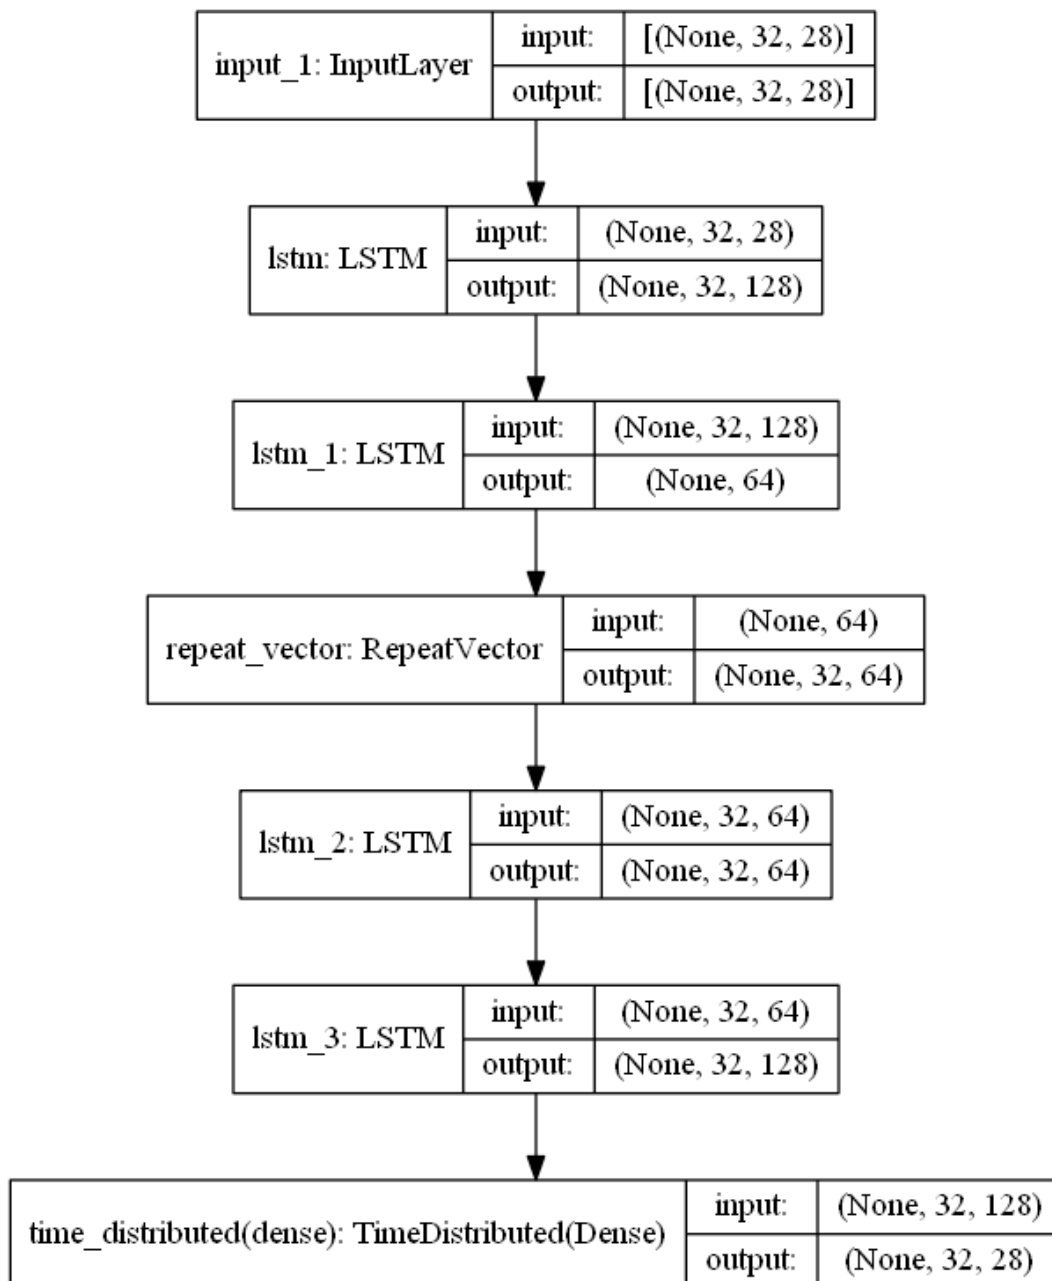 input_1: InputLayer
input: [(None, 32, 28)]
output: [(None, 32, 28)]
lstm: LSTM
input: (None, 32, 28)
output: (None, 32, 128)
lstm_1: LSTM
input: (None, 32, 128)
output: (None, 64)
repeat_vector: RepeatVector
input: (None, 64)
output: (None, 32, 64)
lstm_2: LSTM
input: (None, 32, 64)
output: (None, 32, 64)
lstm_3: LSTM
input: (None, 32, 64)
output: (None, 32, 128)
time_distributed(dense): TimeDistributed(Dense)
input: (None, 32, 128)
output: (None, 32, 28)